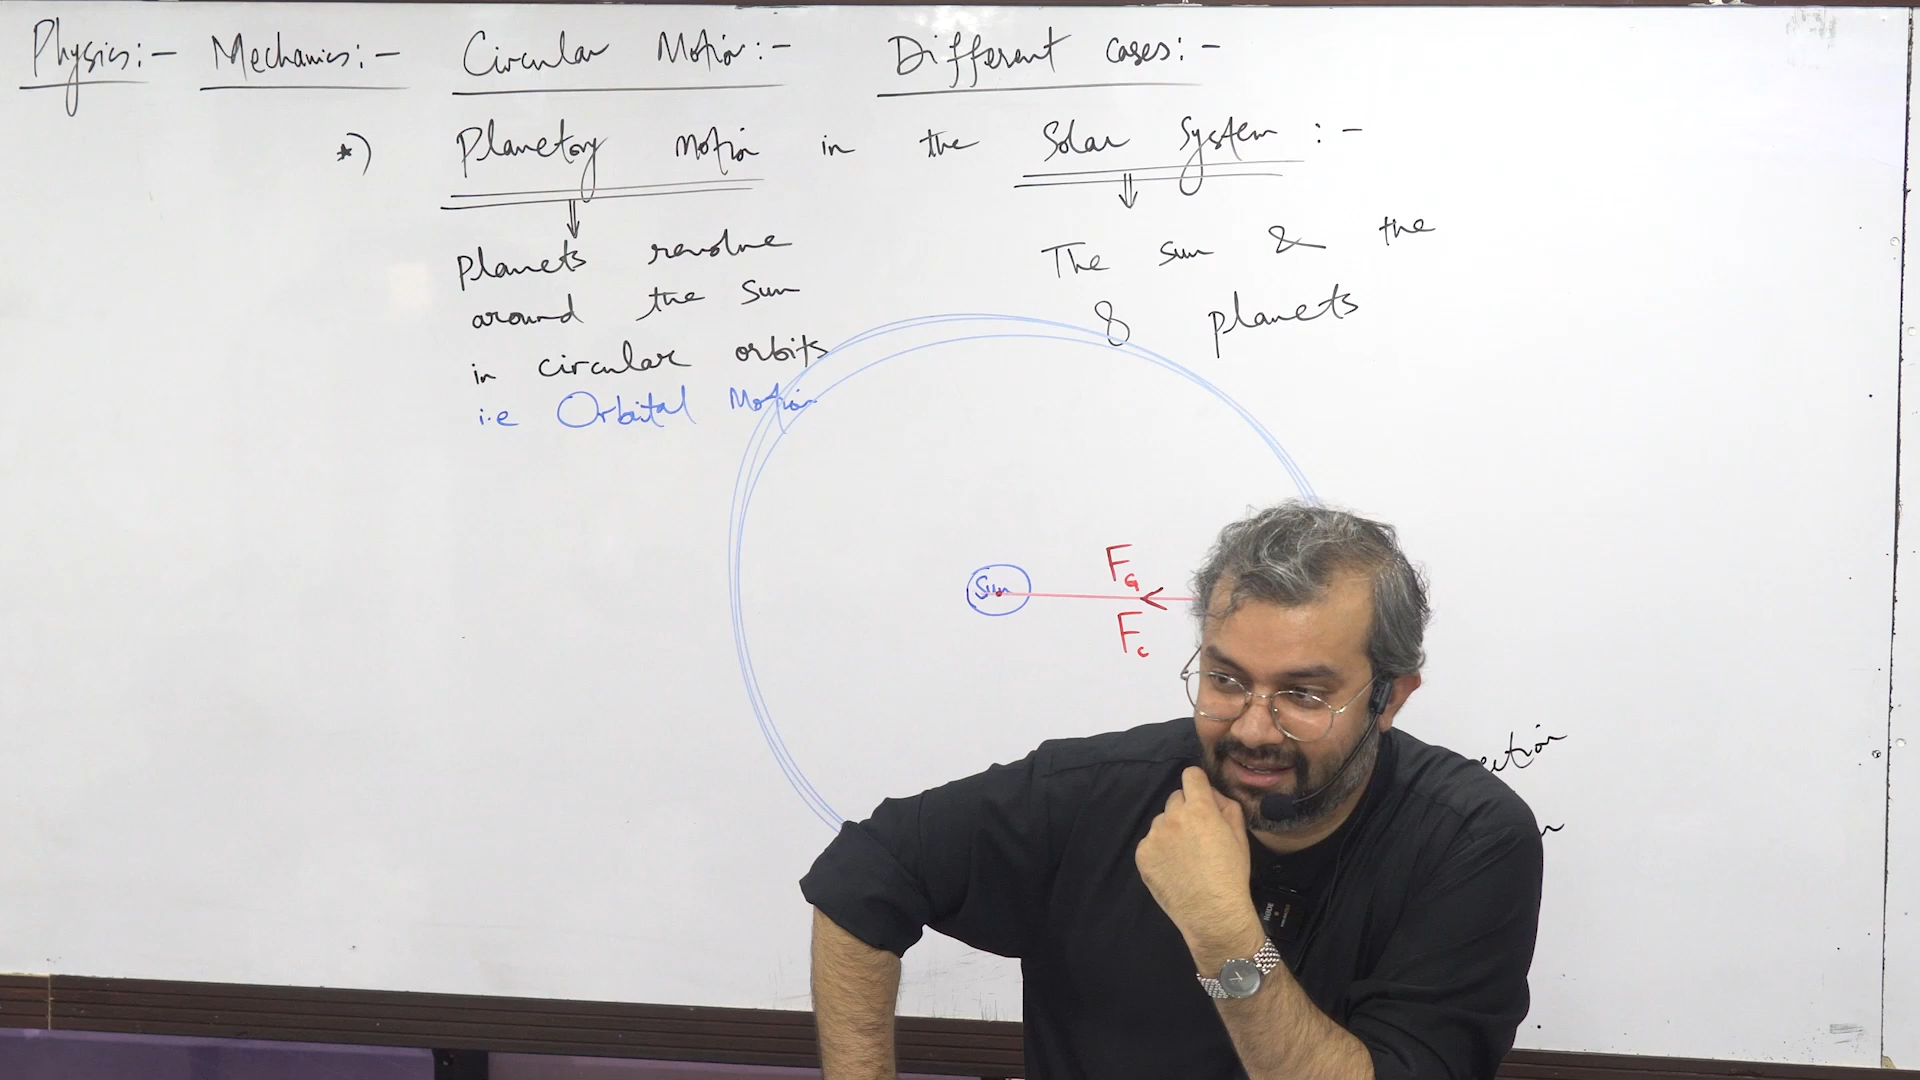 Physics:- Mechanics:- Circular Motion:- Different cases:-
*) Planetory Motion in the Solar System :-
Planets revolve
around the sun
in circular orbits
i.e Orbital Motion
The sun & the
8 planets
Sun
FG
Fc